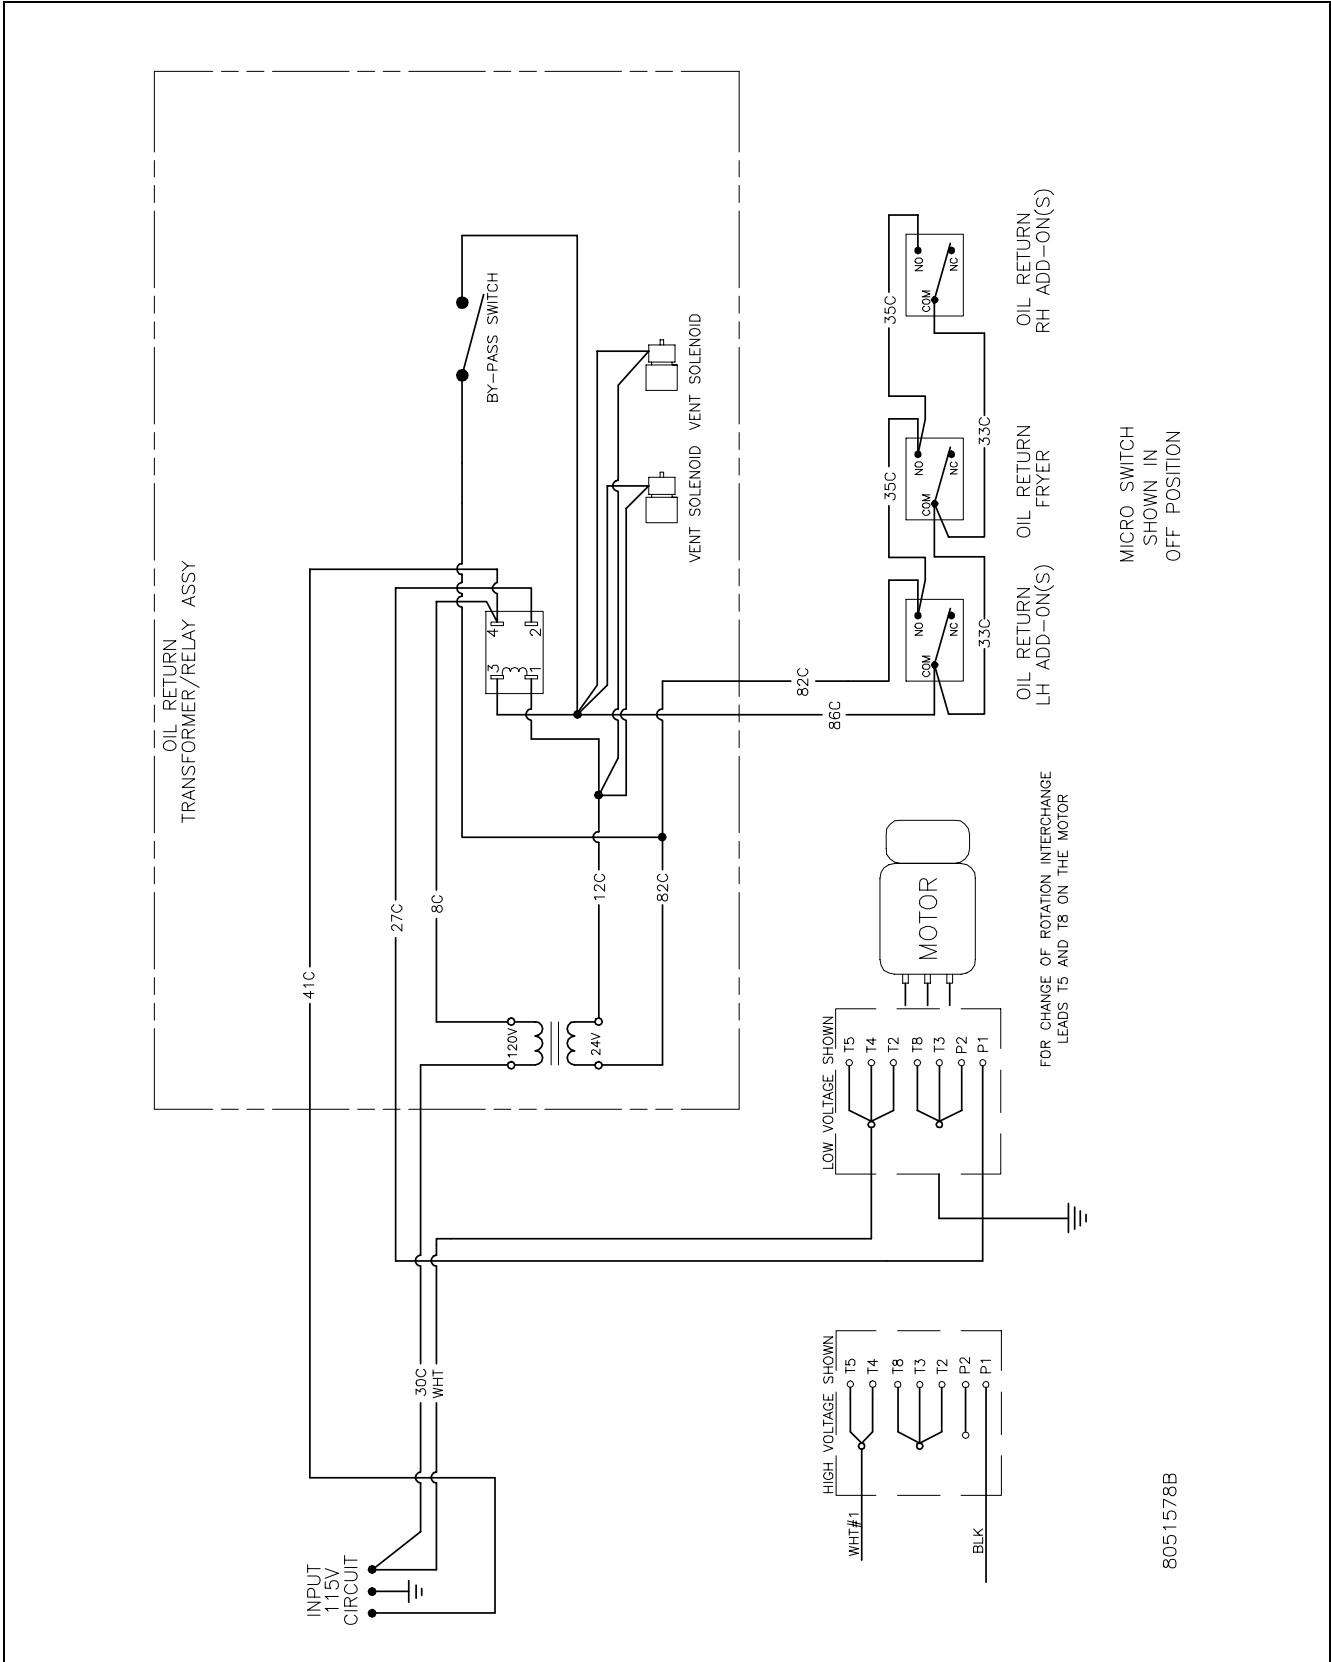 OIL RETURN
TRANSFORMER/RELAY ASSY
BY-PASS SWITCH
VENT SOLENOID
VENT SOLENOID
4
2
3
1
41C
27C
8C
12C
82C
120V
24V
82C
86C
35C
35C
33C
33C
NO
COM
NC
OIL RETURN
RH ADD-ON(S)
NO
COM
NC
OIL RETURN
FRYER
NO
COM
NC
OIL RETURN
LH ADD-ON(S)
MICRO SWITCH
SHOWN IN
OFF POSITION
MOTOR
FOR CHANGE OF ROTATION INTERCHANGE
LEADS T5 AND T8 ON THE MOTOR
LOW VOLTAGE SHOWN
T5
T4
T2
T8
T3
P2
P1
30C
WHT
INPUT
115V
CIRCUIT
HIGH VOLTAGE SHOWN
T5
T4
T8
T3
T2
P2
P1
WHT#1
BLK
8051578B